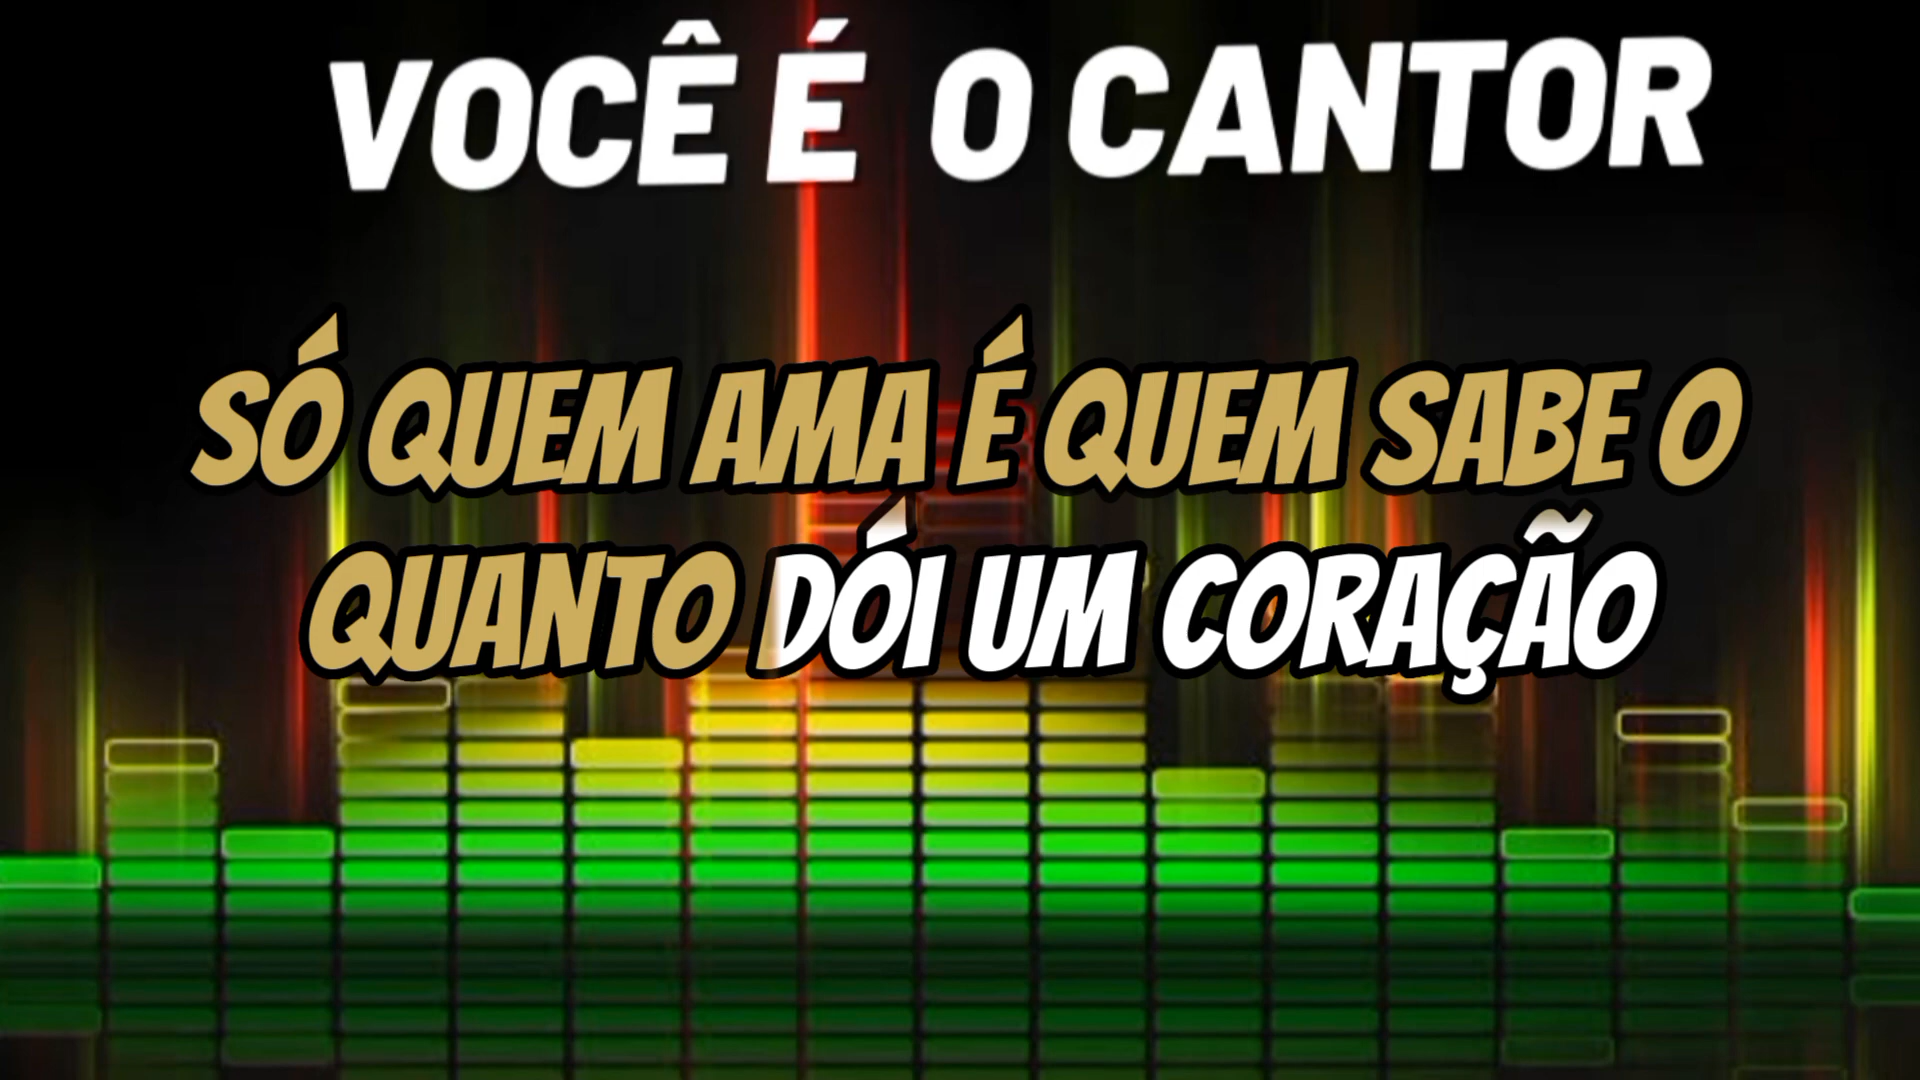 VOCÊ É O CANTOR
SÓ QUEM AMA É QUEM SABE O
QUANTO DÓI UM CORAÇÃO